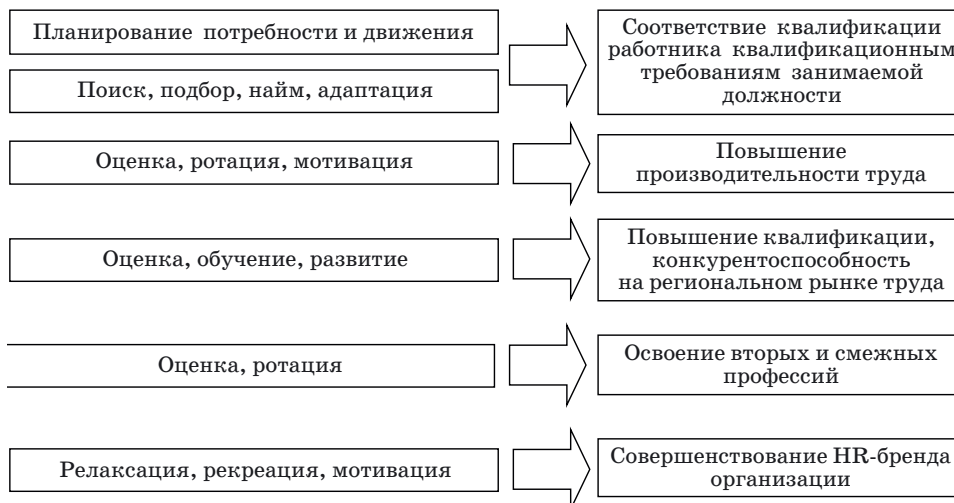 Планирование потребности и движения
Поиск, подбор, найм, адаптация
Соответствие квалификации
работника квалификационным
требованиям занимаемой
должности
Оценка, ротация, мотивация
Повышение
производительности труда
Оценка, обучение, развитие
Повышение квалификации,
конкурентоспособность
на региональном рынке труда
Оценка, ротация
Освоение вторых и смежных
профессий
Релаксация, рекреация, мотивация
Совершенствование HR-бренда
организации